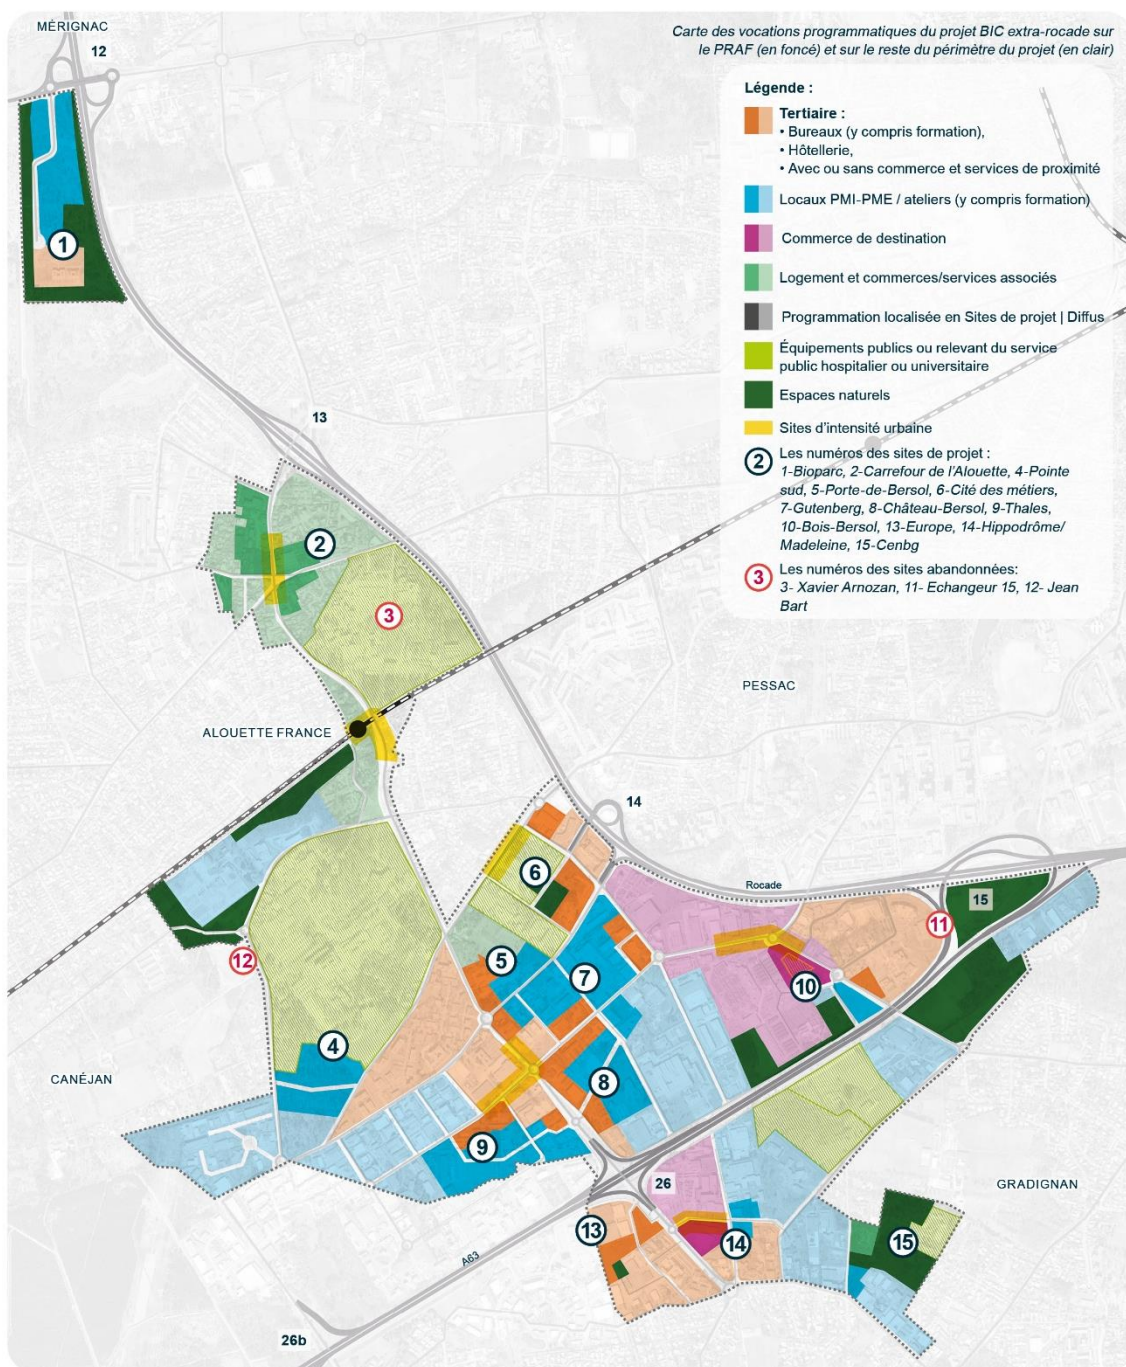 MÉRIGNAC
12
Carte des vocations programmatiques du projet BIC extra-rocade sur
le PRAF (en foncé) et sur le reste du périmètre du projet (en clair)
Légende :
Tertiaire :
• Bureaux (y compris formation),
• Hôtellerie,
• Avec ou sans commerce et services de proximité
Locaux PMI-PME / ateliers (y compris formation)
Commerce de destination
Logement et commerces/services associés
Programmation localisée en Sites de projet | Diffus
Équipements publics ou relevant du service
public hospitalier ou universitaire
Espaces naturels
Sites d'intensité urbaine
2
Les numéros des sites de projet :
1-Bioparc, 2-Carrefour de l'Alouette, 4-Pointe
sud, 5-Porte-de-Bersol, 6-Cité des métiers,
7-Gutenberg, 8-Château-Bersol, 9-Thales,
10-Bois-Bersol, 13-Europe, 14-Hippodrôme/
Madeleine, 15-Cenbg
3
Les numéros des sites abandonnées:
3- Xavier Arnozan, 11- Echangeur 15, 12- Jean
Bart
1
13
2
3
PESSAC
ALOUETTE FRANCE
14
6
Rocade
15
11
12
5
7
10
4
8
CANÉJAN
9
26
GRADIGNAN
13
14
15
A63
26b